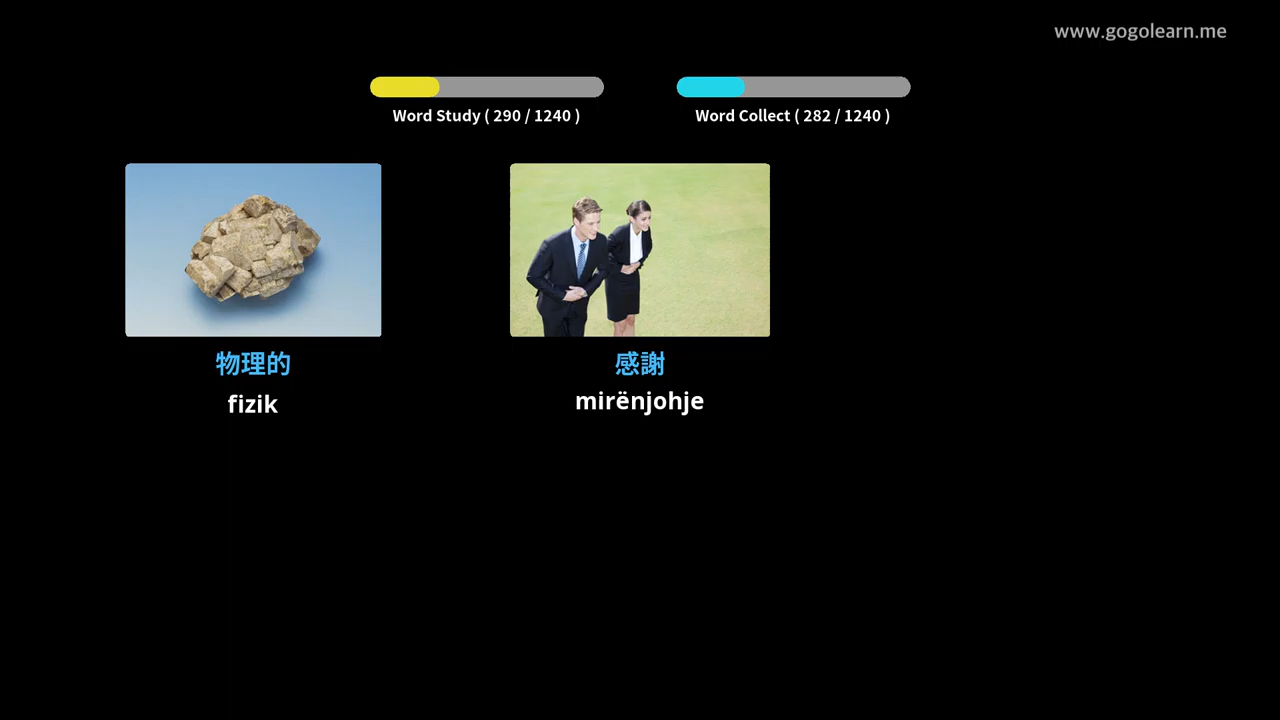 www.gogolearn.me
Word Study ( 290 / 1240 )
Word Collect ( 282 / 1240 )
物理的
fizik
感謝
mirënjohje